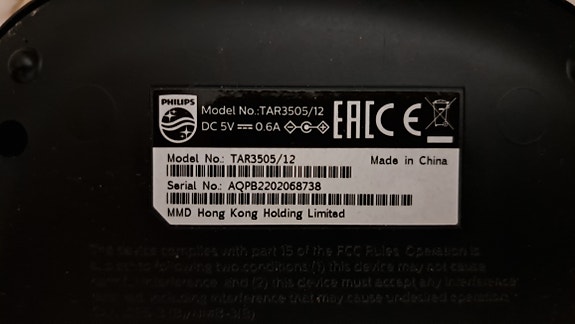 PHILIPS
Model No.:TAR3505/12
DC 5V ⎓ 0.6A
EAC CE
Model No.: TAR3505/12 Made in China
Serial No.: AQPB2202068738
MMD Hong Kong Holding Limited
This device complies with part 15 of the FCC Rules. Operation is
subject to following two conditions (1) this device may not cause
harmful interference, and (2) this device must accept any interference
received, including interference that may cause undesired operation